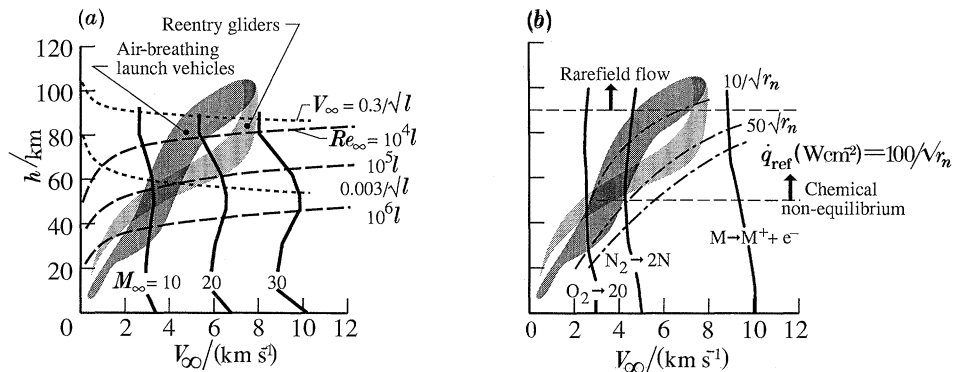 (a)
Reentry gliders
Air-breathing
launch vehicles
120
100
80
60
40
20
0
h/km
V∞ = 0.3/√l
Re∞ = 10⁴l
10⁵l
0.003/√l
10⁶l
M∞ = 10
20
30
2
4
6
8
10
12
V∞/(km s⁻¹)
(b)
Rarefield flow
10/√rₙ
50√rₙ
q̇ref (Wcm⁻²)=100/√rₙ
Chemical
non-equilibrium
M→M⁺+ e⁻
N₂→2N
O₂→20
0
2
4
6
8
10
12
V∞/(km s⁻¹)